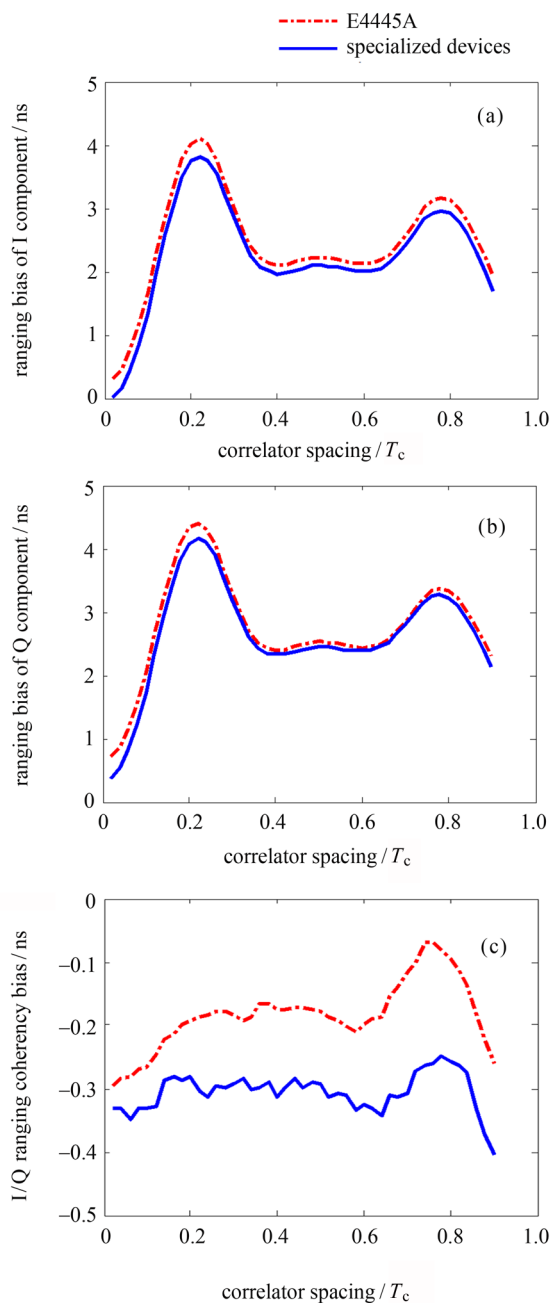 E4445A
specialized devices
(a)
ranging bias of I component / ns
5
4
3
2
1
0
0 0.2 0.4 0.6 0.8 1.0
correlator spacing / Tc
(b)
ranging bias of Q component / ns
5
4
3
2
1
0
0 0.2 0.4 0.6 0.8 1.0
correlator spacing / Tc
(c)
I/Q ranging coherency bias / ns
0
–0.1
–0.2
–0.3
–0.4
–0.5
0 0.2 0.4 0.6 0.8 1.0
correlator spacing / Tc